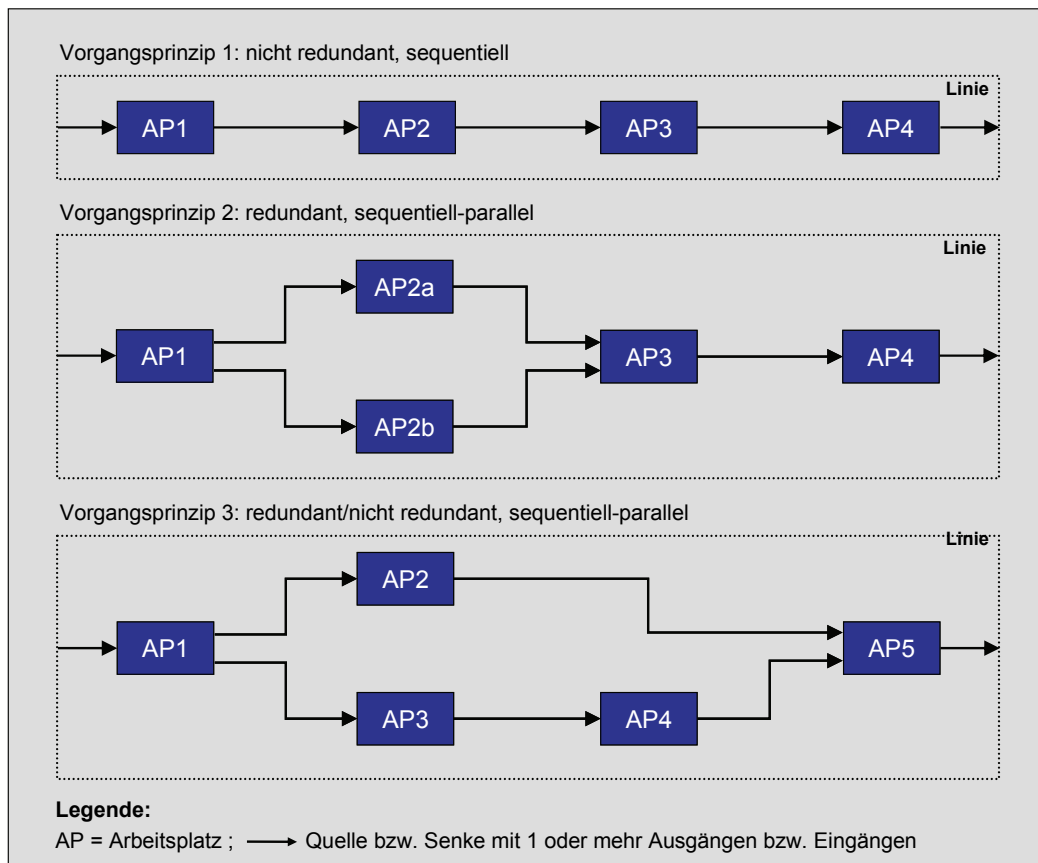 Vorgangsprinzip 1: nicht redundant, sequentiell
Linie
AP1
AP2
AP3
AP4
Vorgangsprinzip 2: redundant, sequentiell-parallel
Linie
AP2a
AP1
AP3
AP4
AP2b
Vorgangsprinzip 3: redundant/nicht redundant, sequentiell-parallel
Linie
AP2
AP1
AP5
AP3
AP4
Legende:
AP = Arbeitsplatz ; Quelle bzw. Senke mit 1 oder mehr Ausgängen bzw. Eingängen